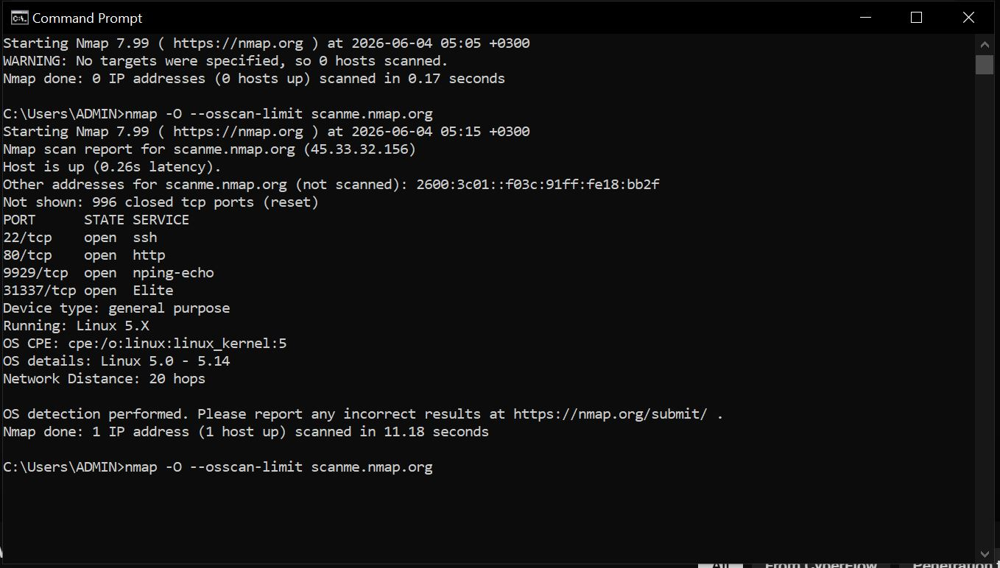 Command Prompt
Starting Nmap 7.99 ( https://nmap.org ) at 2026-06-04 05:05 +0300
WARNING: No targets were specified, so 0 hosts scanned.
Nmap done: 0 IP addresses (0 hosts up) scanned in 0.17 seconds
C:\Users\ADMIN>nmap -O --osscan-limit scanme.nmap.org
Starting Nmap 7.99 ( https://nmap.org ) at 2026-06-04 05:15 +0300
Nmap scan report for scanme.nmap.org (45.33.32.156)
Host is up (0.26s latency).
Other addresses for scanme.nmap.org (not scanned): 2600:3c01::f03c:91ff:fe18:bb2f
Not shown: 996 closed tcp ports (reset)
PORT      STATE SERVICE
22/tcp    open  ssh
80/tcp    open  http
9929/tcp  open  nping-echo
31337/tcp open  Elite
Device type: general purpose
Running: Linux 5.X
OS CPE: cpe:/o:linux:linux_kernel:5
OS details: Linux 5.0 - 5.14
Network Distance: 20 hops
OS detection performed. Please report any incorrect results at https://nmap.org/submit/ .
Nmap done: 1 IP address (1 host up) scanned in 11.18 seconds
C:\Users\ADMIN>nmap -O --osscan-limit scanme.nmap.org
All From CyberFlow Penetration